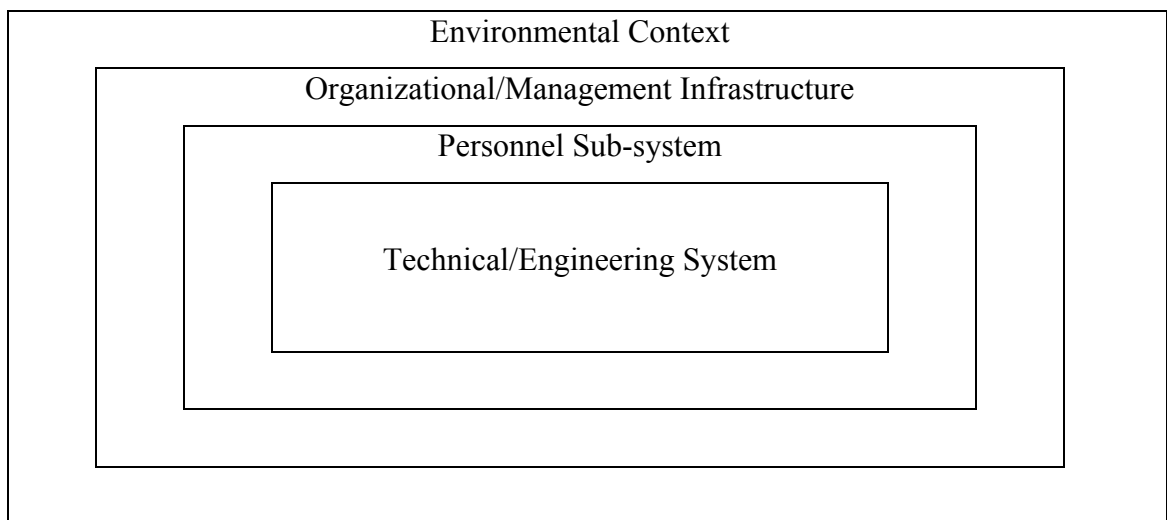 Environmental Context
Organizational/Management Infrastructure
Personnel Sub-system
Technical/Engineering System